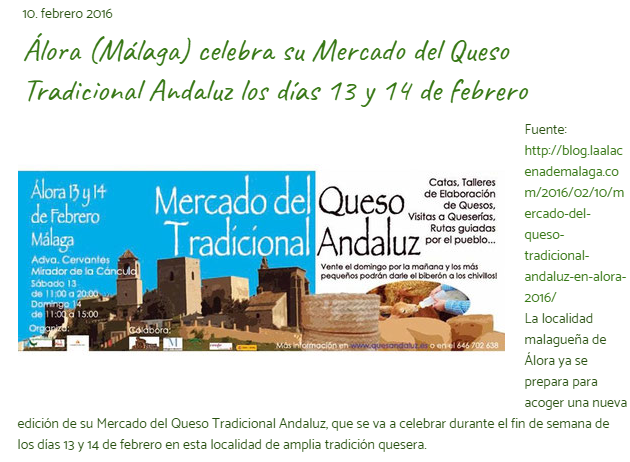 10. febrero 2016
Álora (Málaga) celebra su Mercado del Queso
Tradicional Andaluz los días 13 y 14 de febrero
Álora 13 y 14
de Febrero
Málaga
Adva. Cervantes
Mirador de la Cáncula
Sábado 13
de 11:00 a 20:00
Domingo 14
de 11:00 a 15:00
Organiza:
Colabora:
Mercado del Queso
Tradicional Andaluz
Catas, Talleres
de Elaboración
de Quesos,
Visitas a Queserías,
Rutas guiadas
por el pueblo...
Vente el domingo por la mañana y los más
pequeños podrán darle el biberón a los chivillos!
Más información en www.quesandaluz.es o en el 646 702 638
Fuente:
http://blog.laalac
enademalaga.co
m/2016/02/10/m
ercado-del-
queso-
tradicional-
andaluz-en-alora-
2016/
La localidad
malagueña de
Álora ya se
prepara para
acoger una nueva
edición de su Mercado del Queso Tradicional Andaluz, que se va a celebrar durante el fin de semana de
los días 13 y 14 de febrero en esta localidad de amplia tradición quesera.